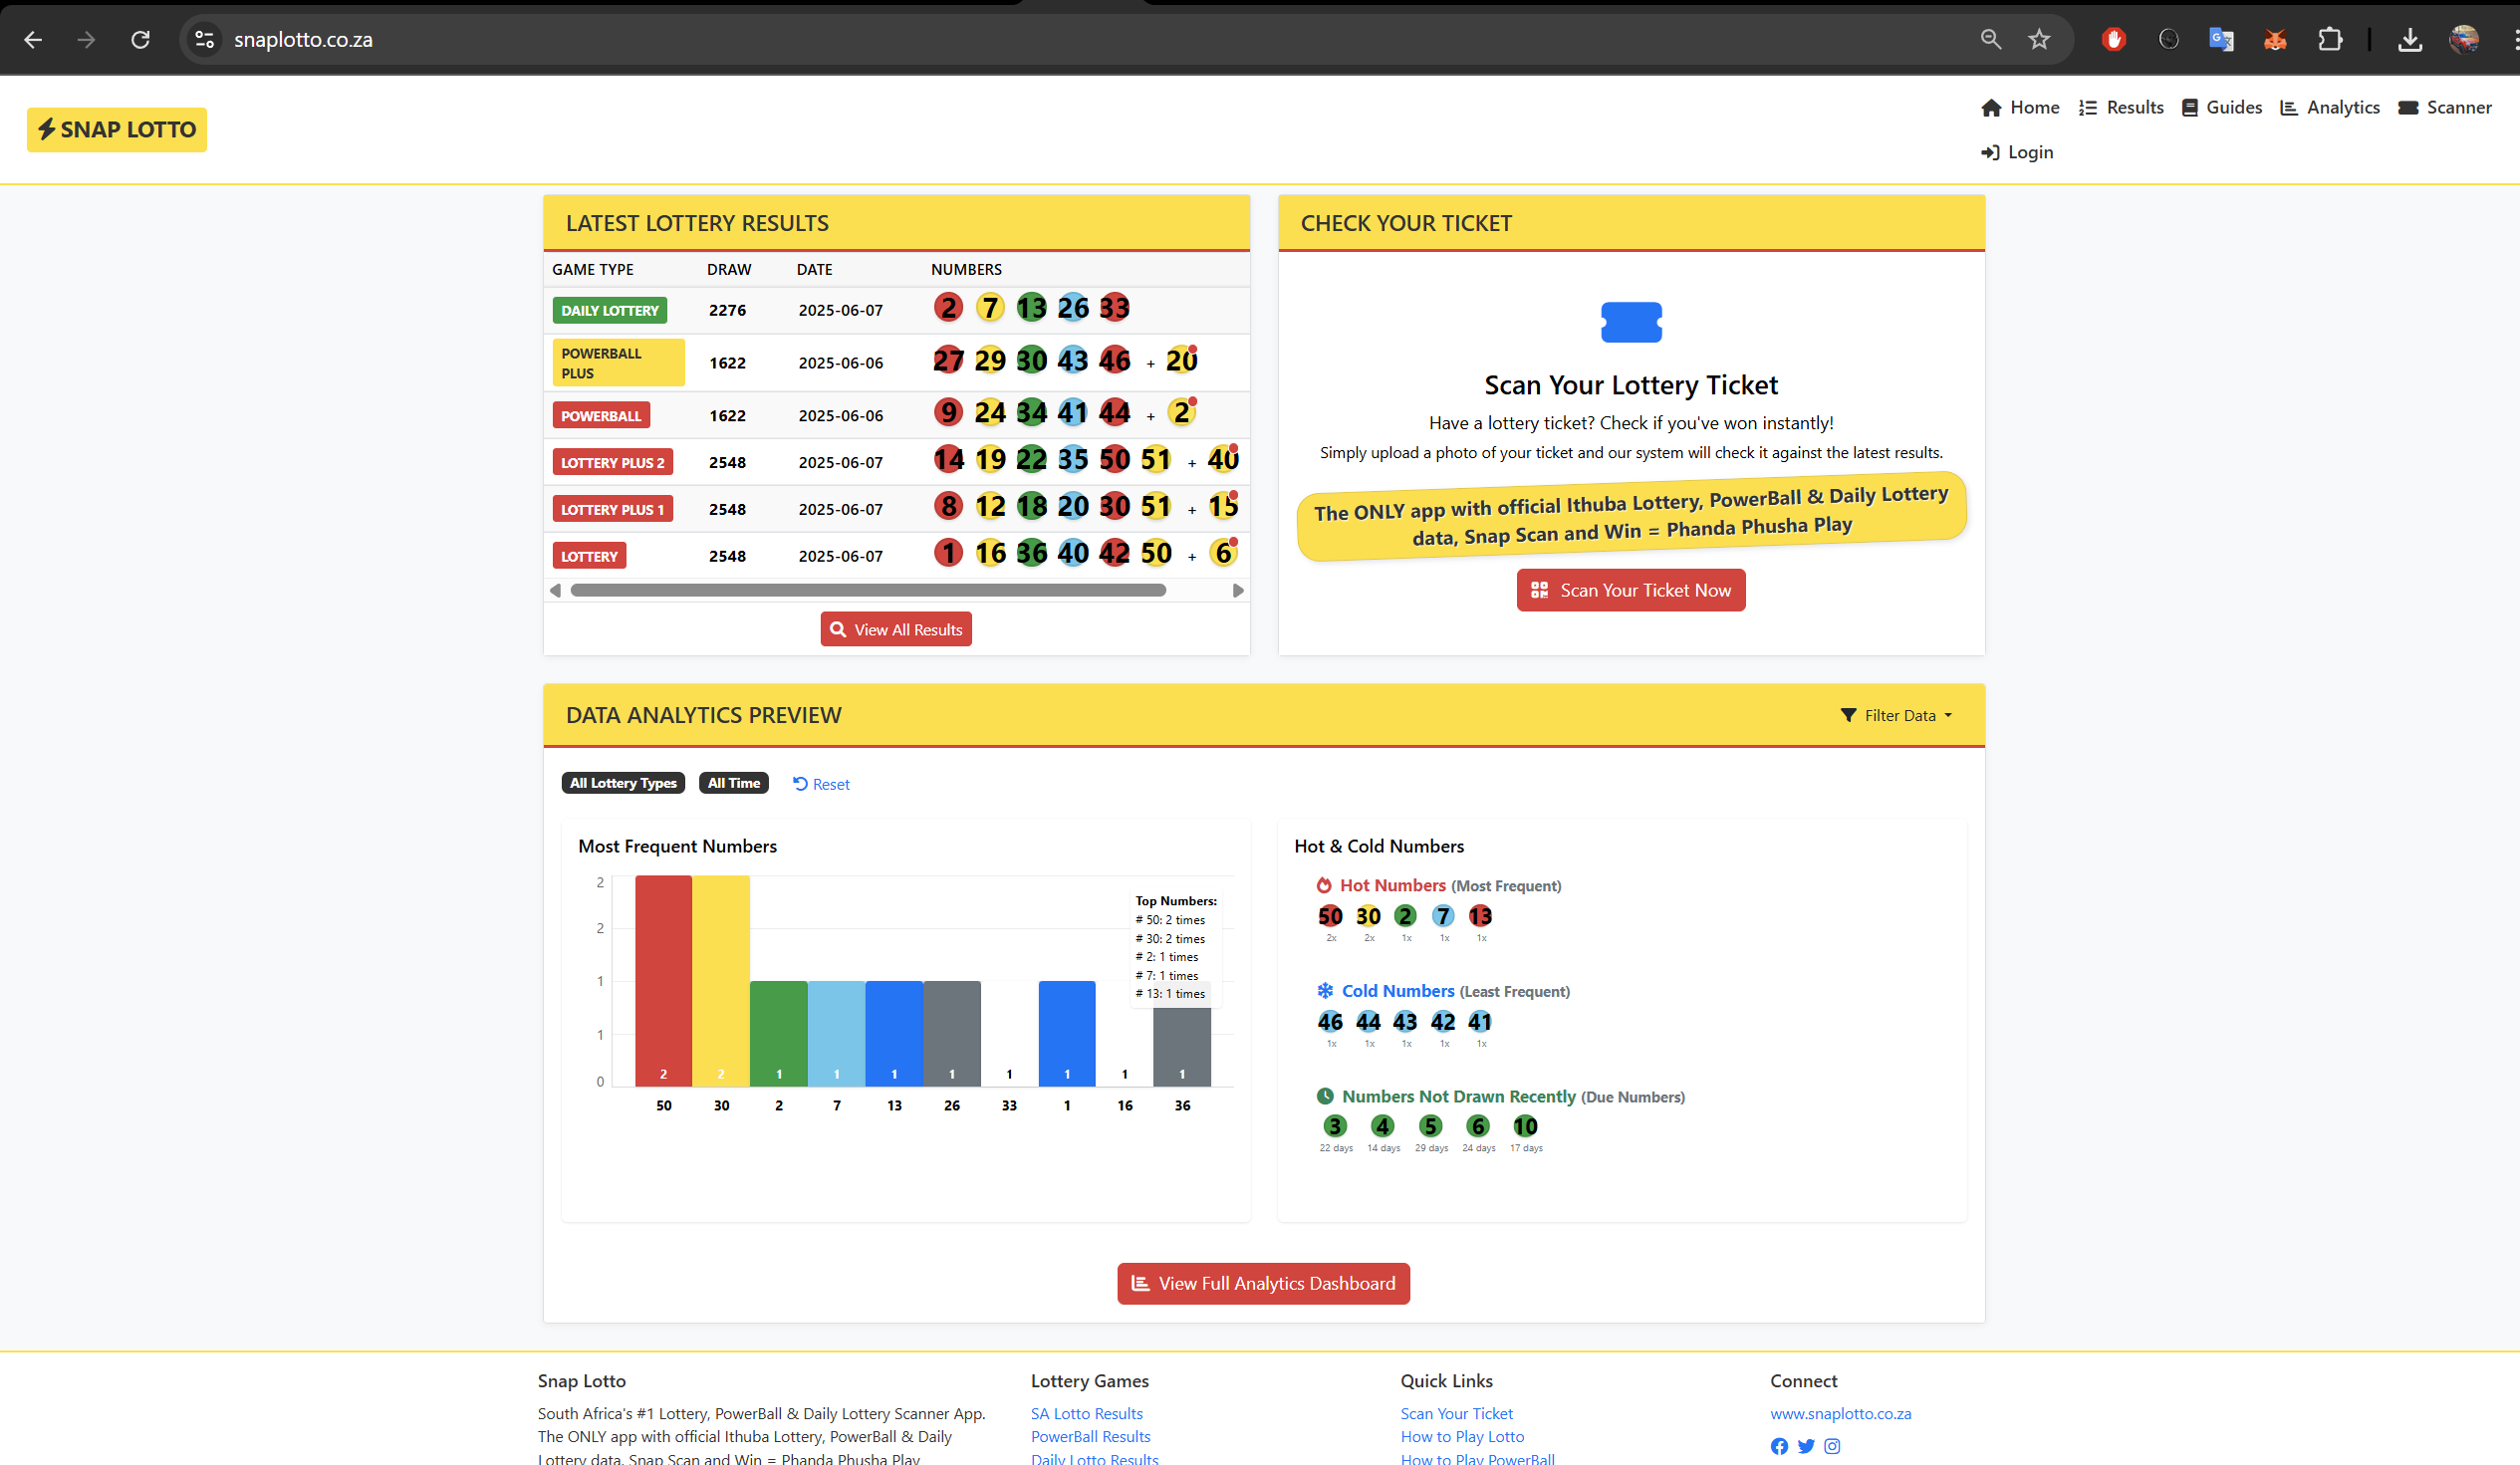 snaplotto.co.za
SNAP LOTTO
Home
Results
Guides
Analytics
Scanner
Login
LATEST LOTTERY RESULTS
GAME TYPE DRAW DATE NUMBERS
DAILY LOTTERY 2276 2025-06-07 2 7 13 26 33
POWERBALL
PLUS
1622 2025-06-06 27 29 30 43 46 + 20
POWERBALL 1622 2025-06-06 9 24 34 41 44 + 2
LOTTERY PLUS 2 2548 2025-06-07 14 19 22 35 50 51 + 40
LOTTERY PLUS 1 2548 2025-06-07 8 12 18 20 30 51 + 15
LOTTERY 2548 2025-06-07 1 16 36 40 42 50 + 6
View All Results
CHECK YOUR TICKET
Scan Your Lottery Ticket
Have a lottery ticket? Check if you've won instantly!
Simply upload a photo of your ticket and our system will check it against the latest results.
The ONLY app with official Ithuba Lottery, PowerBall & Daily Lottery
data, Snap Scan and Win = Phanda Phusha Play
Scan Your Ticket Now
DATA ANALYTICS PREVIEW
Filter Data
All Lottery Types All Time Reset
Most Frequent Numbers
2
2
1
1
0
Top Numbers:
# 50: 2 times
# 30: 2 times
# 2: 1 times
# 7: 1 times
# 13: 1 times
2 2 1 1 1 1 1 1 1 1
50 30 2 7 13 26 33 1 16 36
Hot & Cold Numbers
Hot Numbers (Most Frequent)
50 30 2 7 13
2x 2x 1x 1x 1x
Cold Numbers (Least Frequent)
46 44 43 42 41
1x 1x 1x 1x 1x
Numbers Not Drawn Recently (Due Numbers)
3 4 5 6 10
22 days 14 days 29 days 24 days 17 days
View Full Analytics Dashboard
Snap Lotto
South Africa's #1 Lottery, PowerBall & Daily Lottery Scanner App.
The ONLY app with official Ithuba Lottery, PowerBall & Daily
Lottery data, Snap Scan and Win = Phanda Phusha Play
Lottery Games
SA Lotto Results
PowerBall Results
Daily Lotto Results
Quick Links
Scan Your Ticket
How to Play Lotto
How to Play PowerBall
Connect
www.snaplotto.co.za